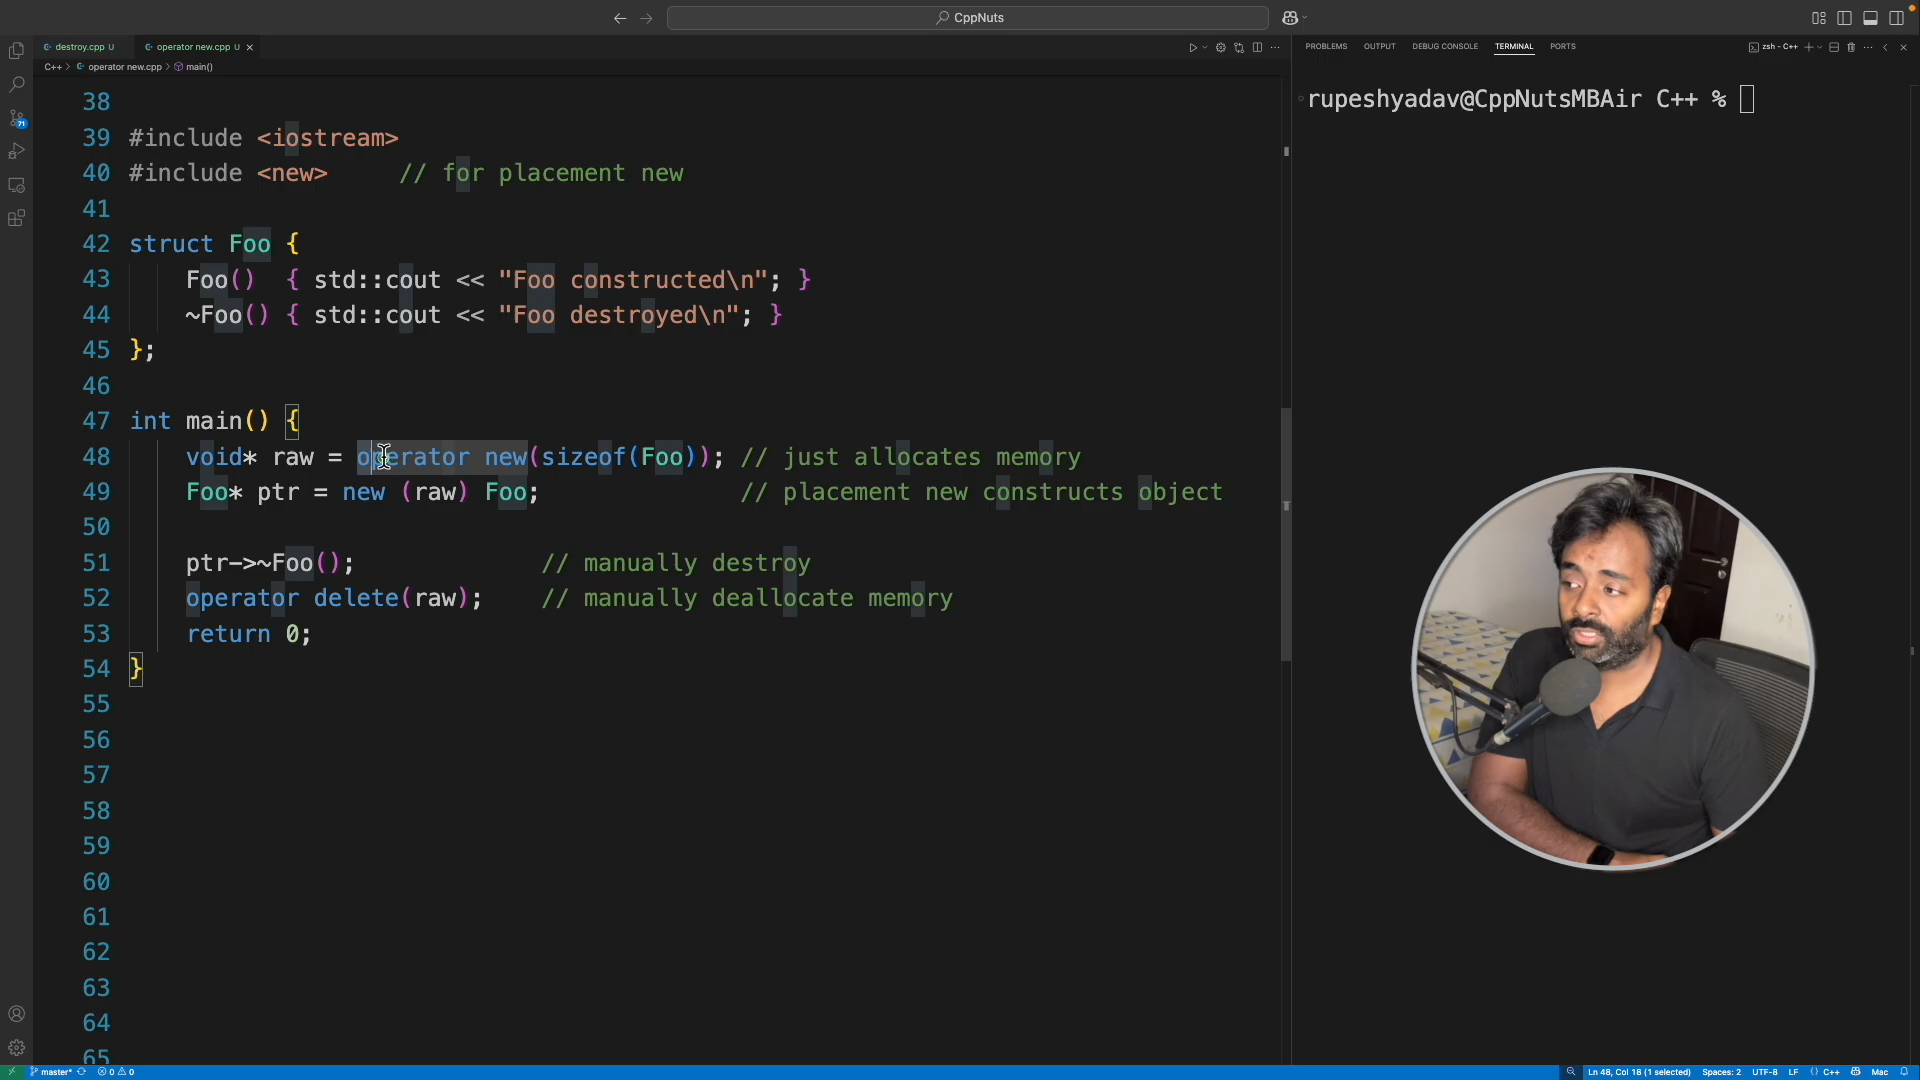 CppNuts
destroy.cpp U
operator new.cpp U
C++ > operator new.cpp > main()
PROBLEMS OUTPUT DEBUG CONSOLE TERMINAL PORTS
zsh - C++
rupeshyadav@CppNutsMBAir C++ %
38
39 #include <iostream>
40 #include <new>     // for placement new
41
42 struct Foo {
43     Foo()  { std::cout << "Foo constructed\n"; }
44     ~Foo() { std::cout << "Foo destroyed\n"; }
45 };
46
47 int main() {
48     void* raw = operator new(sizeof(Foo)); // just allocates memory
49     Foo* ptr = new (raw) Foo;              // placement new constructs object
50
51     ptr->~Foo();             // manually destroy
52     operator delete(raw);    // manually deallocate memory
53     return 0;
54 }
55
56
57
58
59
60
61
62
63
64
65
71
master* 0 0
Ln 48, Col 18 (1 selected) Spaces: 2 UTF-8 LF {} C++ Mac